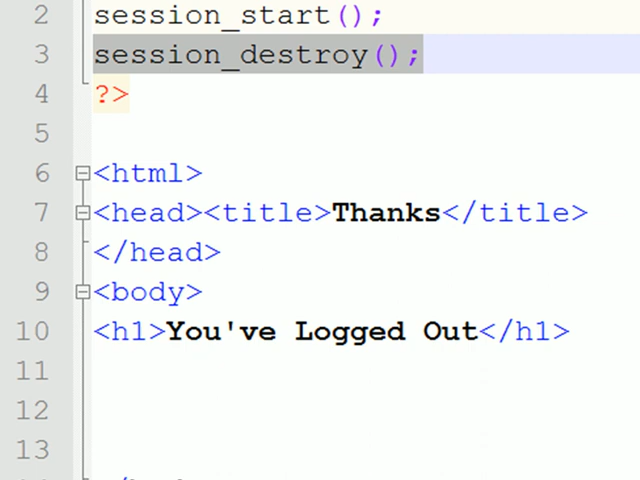 2 session_start();
3 session_destroy();
4 ?>
5
6 <html>
7 <head><title>Thanks</title>
8 </head>
9 <body>
10 <h1>You've Logged Out</h1>
11
12
13